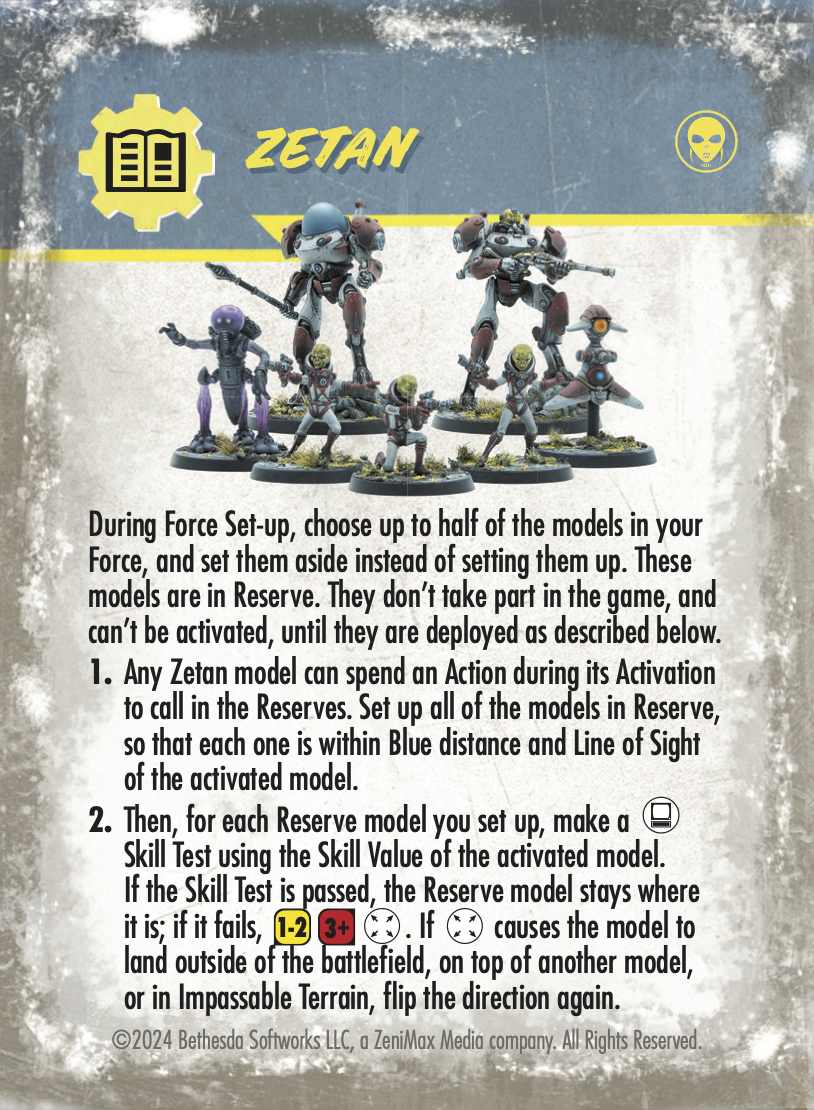 ZETAN
During Force Set-up, choose up to half of the models in your
Force, and set them aside instead of setting them up. These
models are in Reserve. They don’t take part in the game, and
can’t be activated, until they are deployed as described below.
1. Any Zetan model can spend an Action during its Activation
to call in the Reserves. Set up all of the models in Reserve,
so that each one is within Blue distance and Line of Sight
of the activated model.
2. Then, for each Reserve model you set up, make a
Skill Test using the Skill Value of the activated model.
If the Skill Test is passed, the Reserve model stays where
it is; if it fails, 1-2 3+ . If causes the model to
land outside of the battlefield, on top of another model,
or in Impassable Terrain, flip the direction again.
©2024 Bethesda Softworks LLC, a ZeniMax Media company. All Rights Reserved.